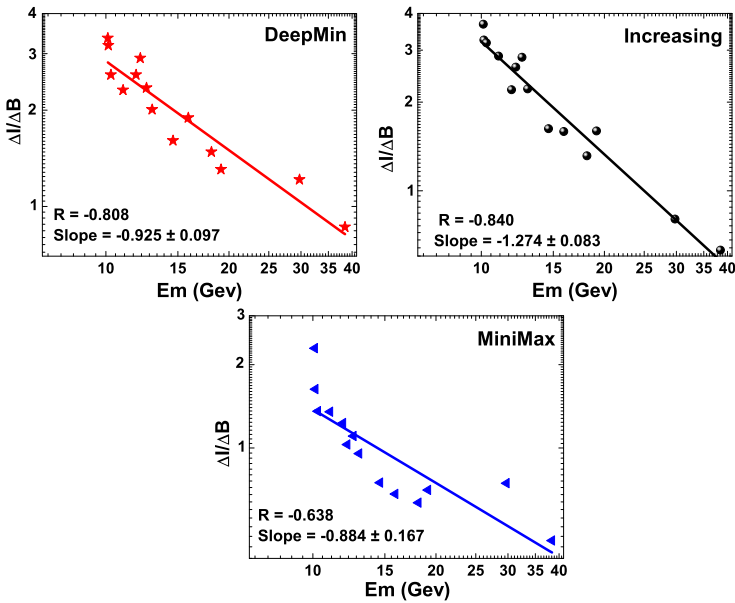 DeepMin
4
3
2
1
ΔI/ΔB
R = -0.808
Slope = -0.925 ± 0.097
10 15 20 25 30 35 40
Em (Gev)
Increasing
4
3
2
1
ΔI/ΔB
R = -0.840
Slope = -1.274 ± 0.083
10 15 20 25 30 35 40
Em (Gev)
MiniMax
3
2
1
ΔI/ΔB
R = -0.638
Slope = -0.884 ± 0.167
10 15 20 25 30 35 40
Em (Gev)